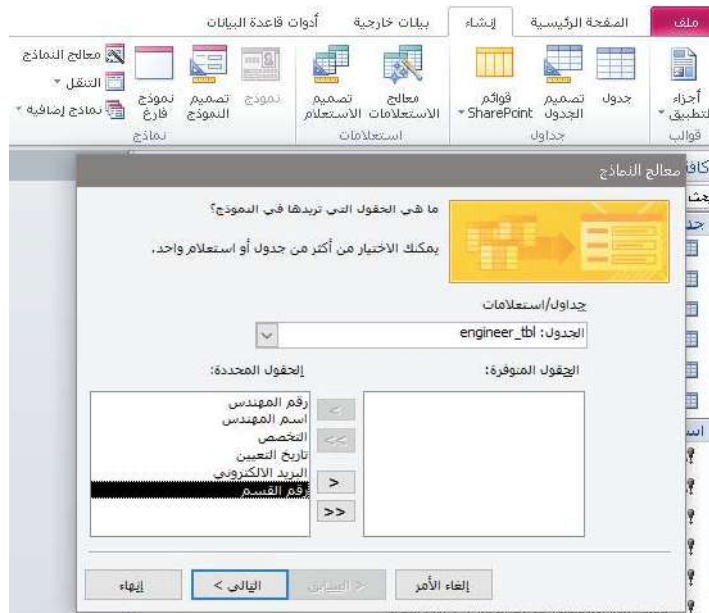 ملف الصفحة الرئيسية إنشاء بيانات خارجية أدوات قاعدة البيانات
أجزاء التطبيق
جدول
تصميم الجدول
قوائم SharePoint
معالج الاستعلامات
تصميم الاستعلام
نموذج
تصميم النموذج
نموذج فارغ
معالج النماذج
التنقل
نماذج إضافية
قوالب جداول استعلامات نماذج
معالج النماذج
ما هي الحقول التي تريدها في النموذج؟
يمكنك الاختيار من أكثر من جدول أو استعلام واحد.
جداول/استعلامات
الجدول: engineer_tbl
الحقول المتوفرة: الحقول المحددة:
رقم المهندس
اسم المهندس
التخصص
تاريخ التعيين
البريد الالكتروني
رقم القسم
>
>>
<
<<
إلغاء الأمر < السابق التالي > إنهاء